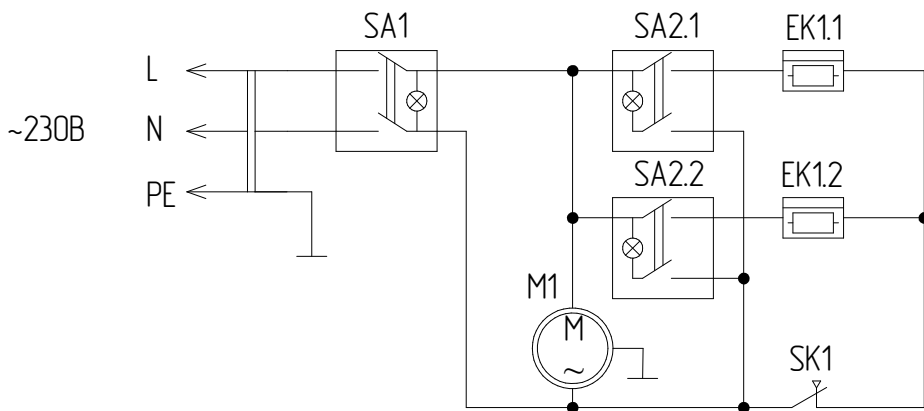 SA1 SA2.1 EK1.1
L
~230В N
PE
SA2.2 EK1.2
M1
M
~
SK1